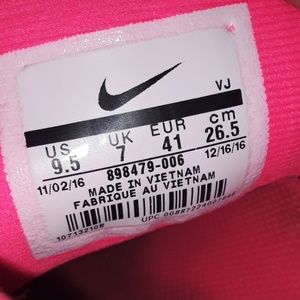 VJ
US UK EUR cm
9.5 7 41 26.5
11/02/16 898479-006 12/16/16
MADE IN VIETNAM
FABRIQUE AU VIETNAM
UPC